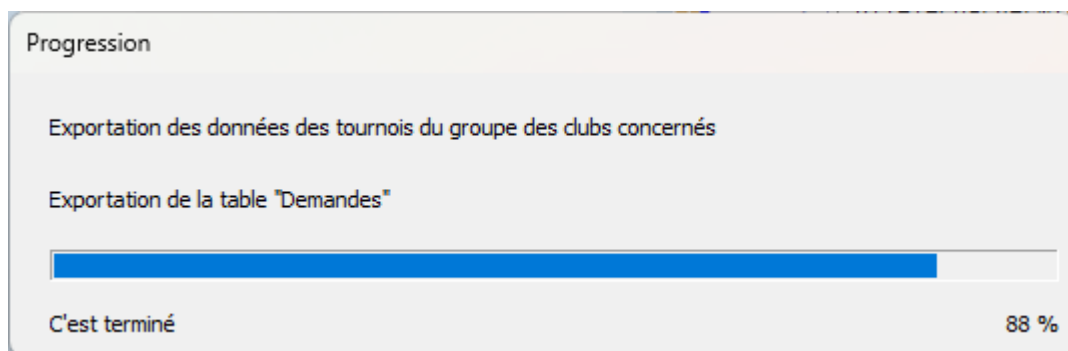 Progression
Exportation des données des tournois du groupe des clubs concernés
Exportation de la table "Demandes"
C'est terminé 88 %